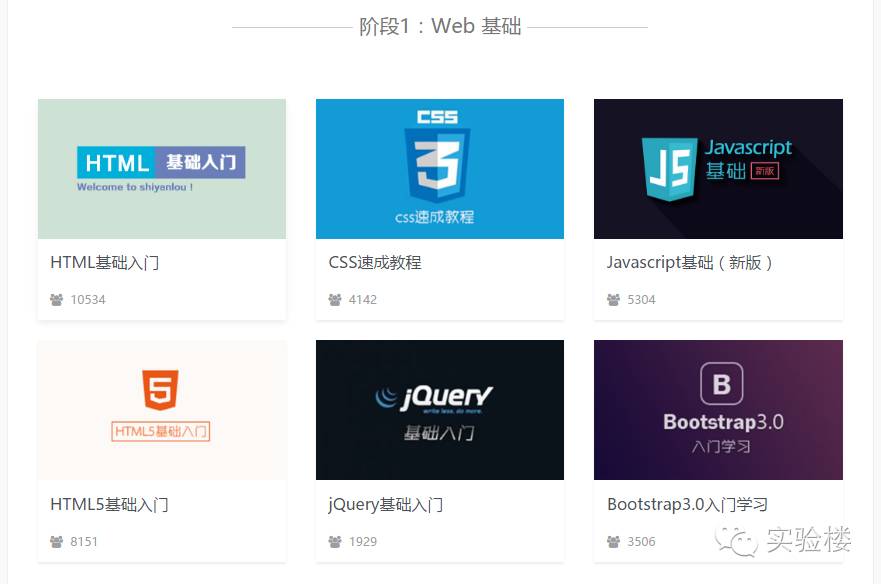 阶段1：Web 基础
HTML 基础入门
Welcome to shiyanlou !
HTML基础入门
10534
CSS
3
css速成教程
CSS速成教程
4142
JS Javascript
基础 新版
Javascript基础（新版）
5304
5
HTML5基础入门
HTML5基础入门
8151
jQuery
write less. do more.
基础入门
jQuery基础入门
1929
B
Bootstrap3.0
入门学习
Bootstrap3.0入门学习
3506
实验楼